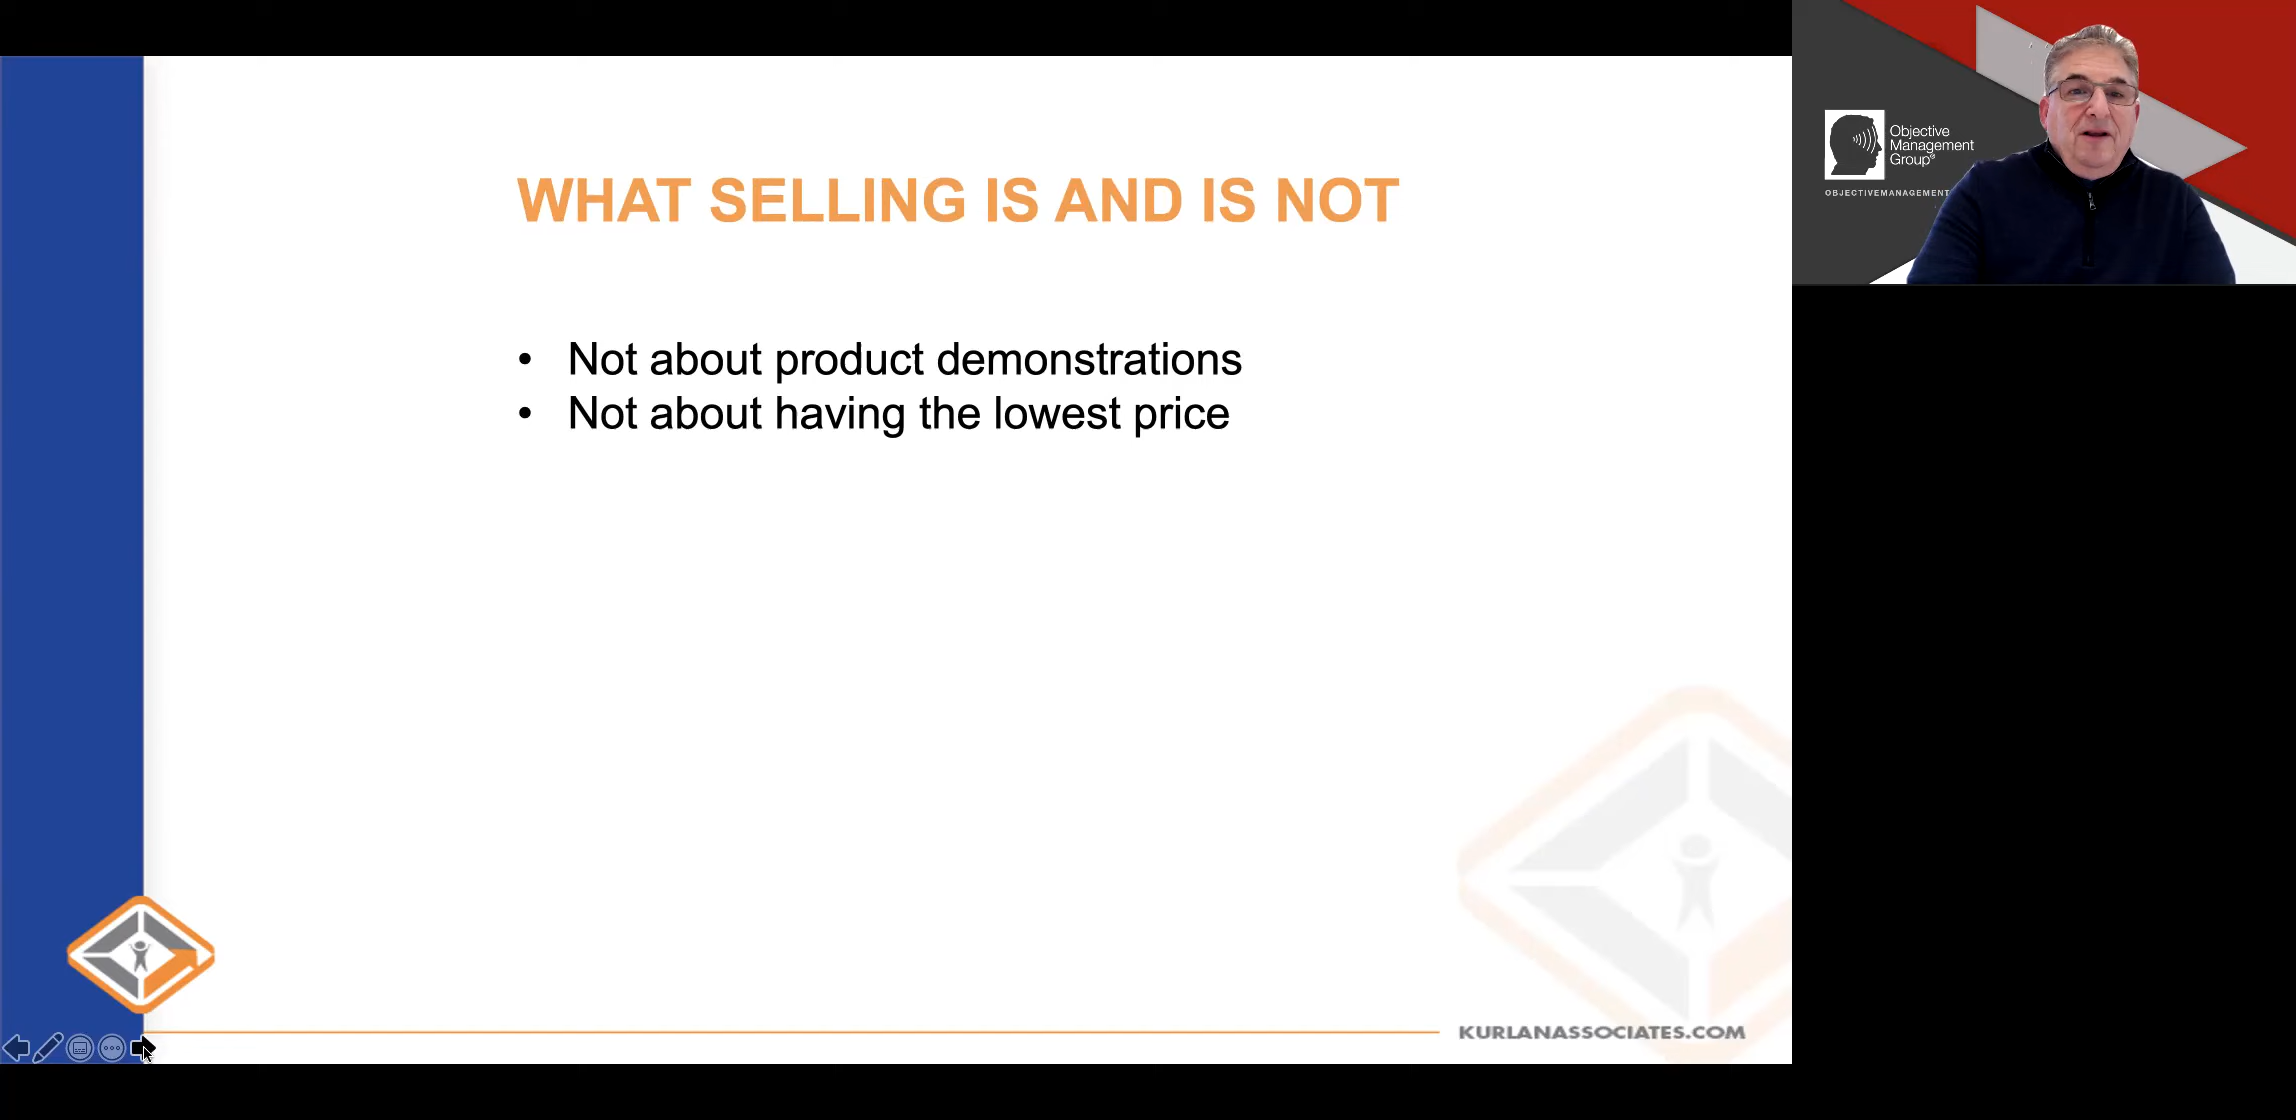 WHAT SELLING IS AND IS NOT
• Not about product demonstrations
• Not about having the lowest price
KURLANASSOCIATES.COM
Objective
Management
Group®
OBJECTIVEMANAGEMENT